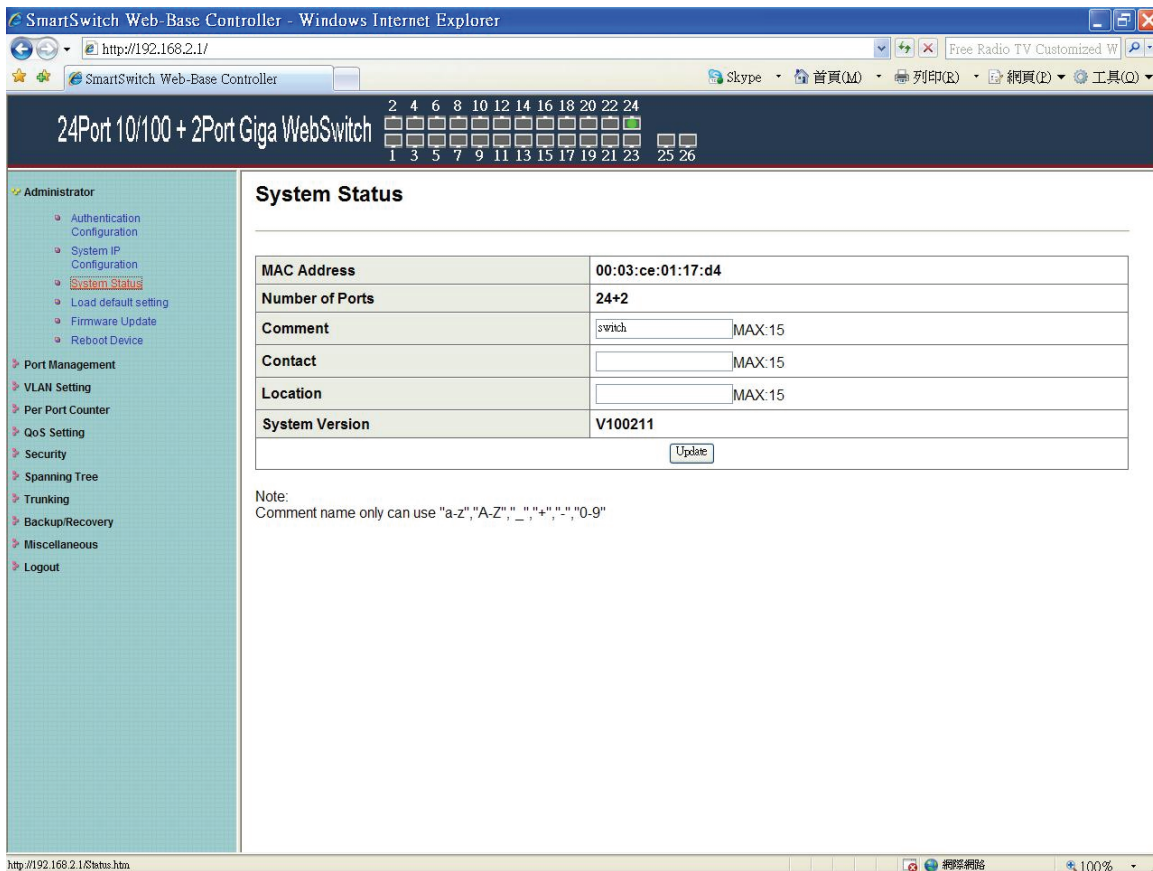 SmartSwitch Web-Base Controller - Windows Internet Explorer
http://192.168.2.1/
Free Radio TV Customized W
SmartSwitch Web-Base Controller
Skype
首頁(M)
列印(R)
網頁(P)
工具(O)
24Port 10/100 + 2Port Giga WebSwitch
2 4 6 8 10 12 14 16 18 20 22 24
1 3 5 7 9 11 13 15 17 19 21 23 25 26
Administrator
Authentication
Configuration
System IP
Configuration
System Status
Load default setting
Firmware Update
Reboot Device
Port Management
VLAN Setting
Per Port Counter
QoS Setting
Security
Spanning Tree
Trunking
Backup/Recovery
Miscellaneous
Logout
System Status
MAC Address 00:03:ce:01:17:d4
Number of Ports 24+2
Comment switch MAX:15
Contact MAX:15
Location MAX:15
System Version V100211
Update
Note:
Comment name only can use "a-z","A-Z","_","+","-","0-9"
http://192.168.2.1/Status.htm
網際網路
100%